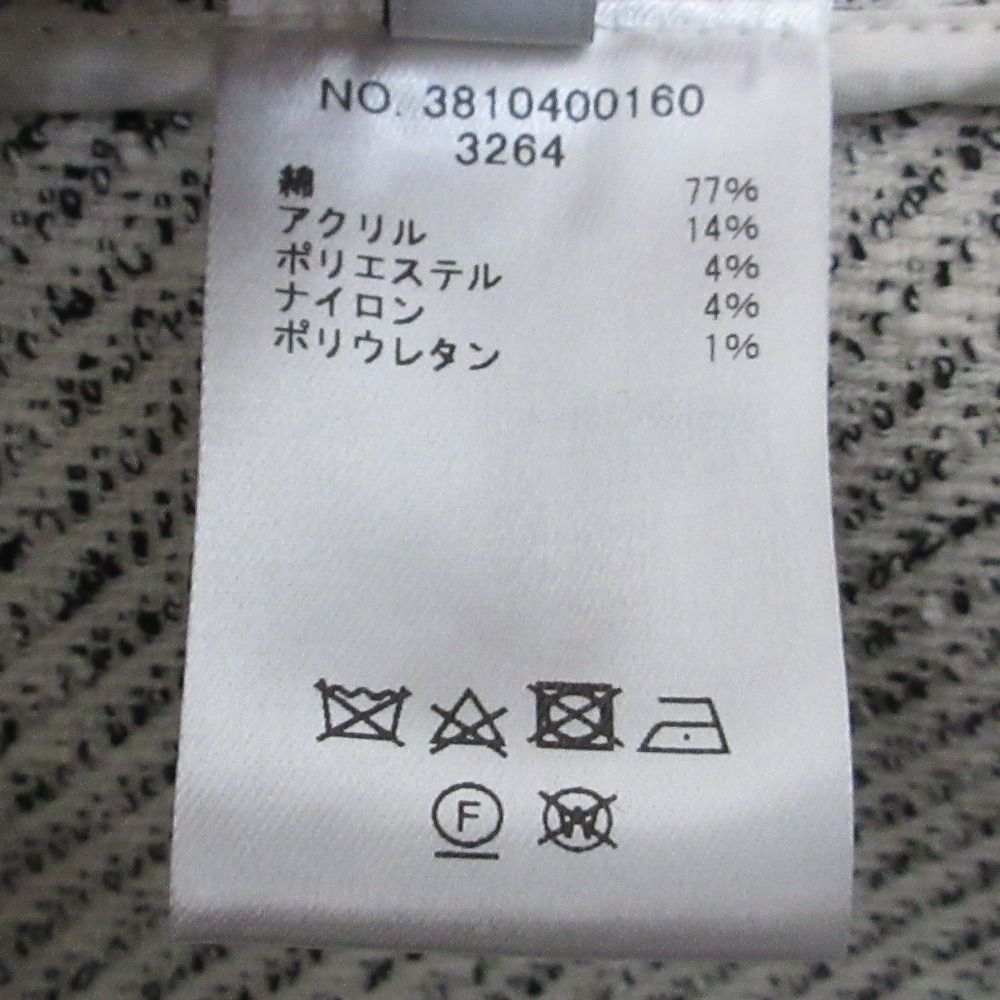 NO. 3810400160
3264
綿 77%
アクリル 14%
ポリエステル 4%
ナイロン 4%
ポリウレタン 1%
F W